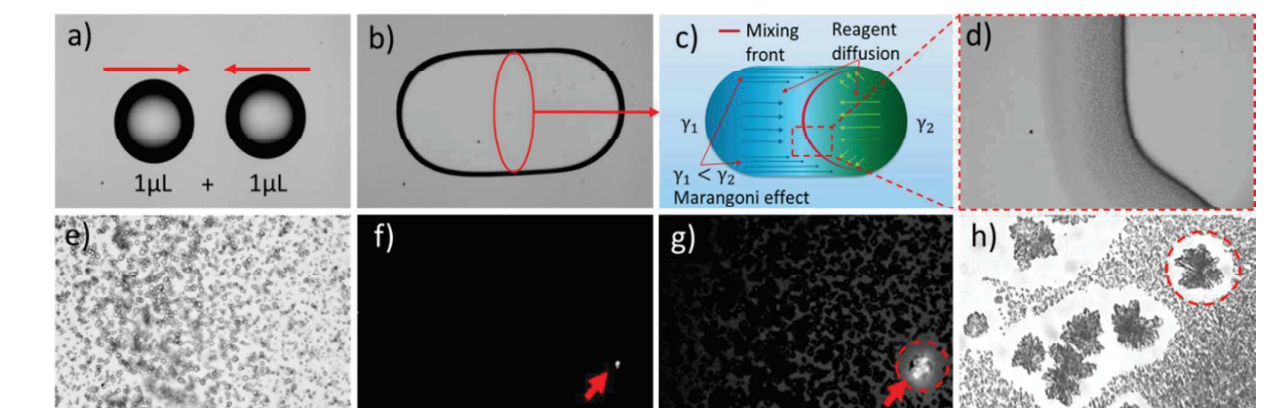 a)
1µL + 1µL
b)
c)
Mixing front
Reagent diffusion
γ₁
γ₂
γ₁ < γ₂
Marangoni effect
d)
e)
f)
g)
h)